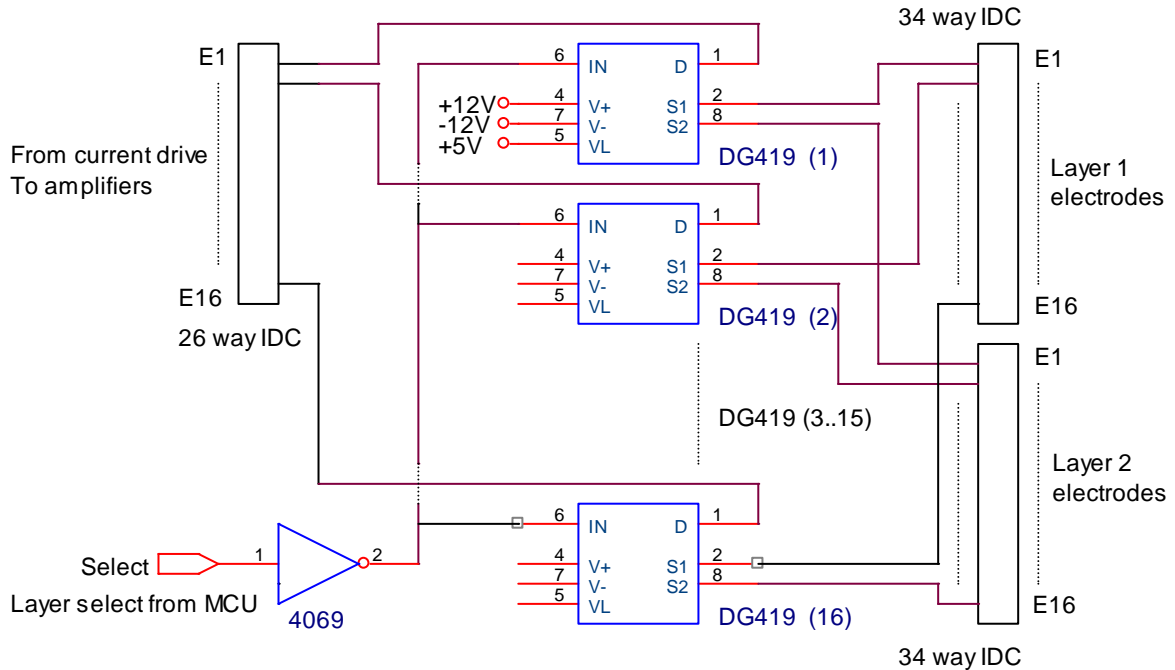 34 way IDC
E1
E16
26 way IDC
From current drive
To amplifiers
6
IN
D
1
+12V
4
V+
S1
2
-12V
7
V-
S2
8
+5V
5
VL
DG419 (1)
6
IN
D
1
4
V+
S1
2
7
V-
S2
8
5
VL
DG419 (2)
DG419 (3..15)
E1
Layer 1
electrodes
E16
E1
Layer 2
electrodes
E16
34 way IDC
6
IN
D
1
4
V+
S1
2
7
V-
S2
8
5
VL
DG419 (16)
Select
1
2
Layer select from MCU
4069